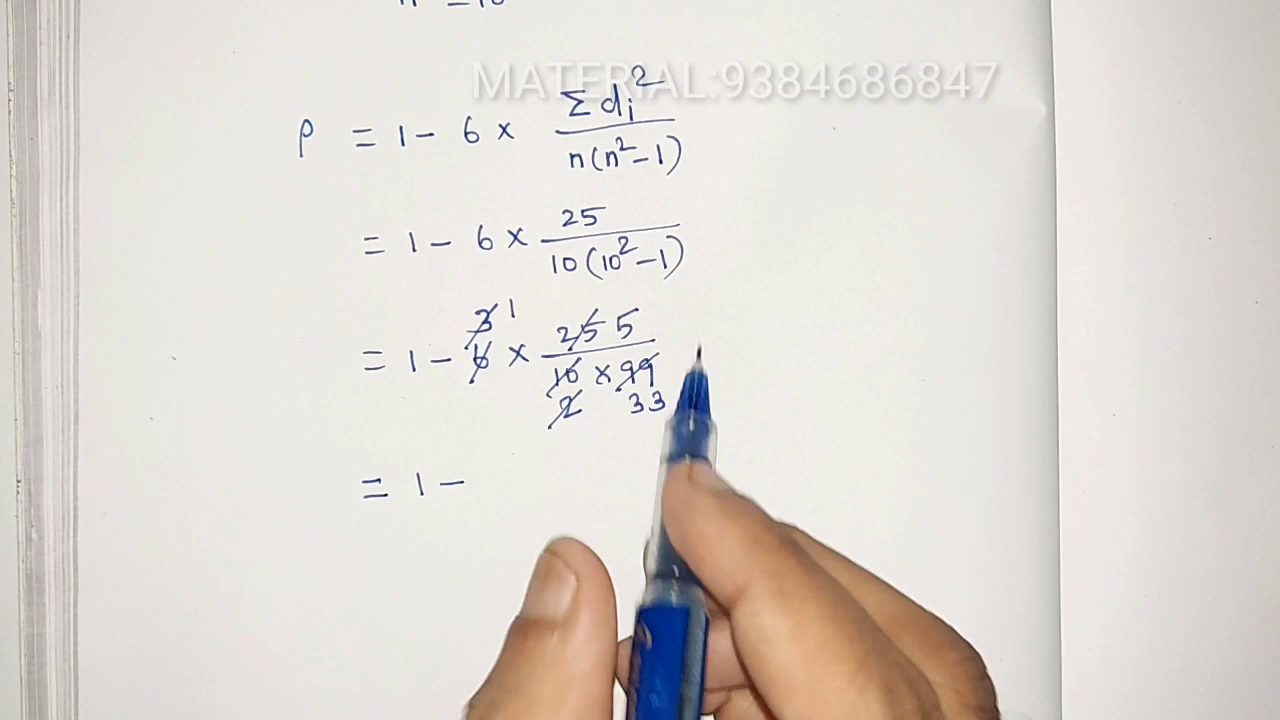 MATERIAL:9384686847
ρ = 1 - 6 × Σdi² / n(n²-1)
= 1 - 6 × 25 / 10(10²-1)
3 1
= 1 - 6 × 25 5 / 10 × 99
2 33
= 1 -